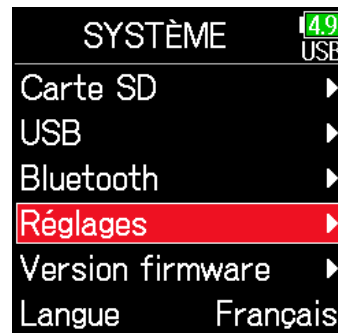 SYSTÈME 4.9
USB
Carte SD
USB
Bluetooth
Réglages
Version firmware
Langue Français